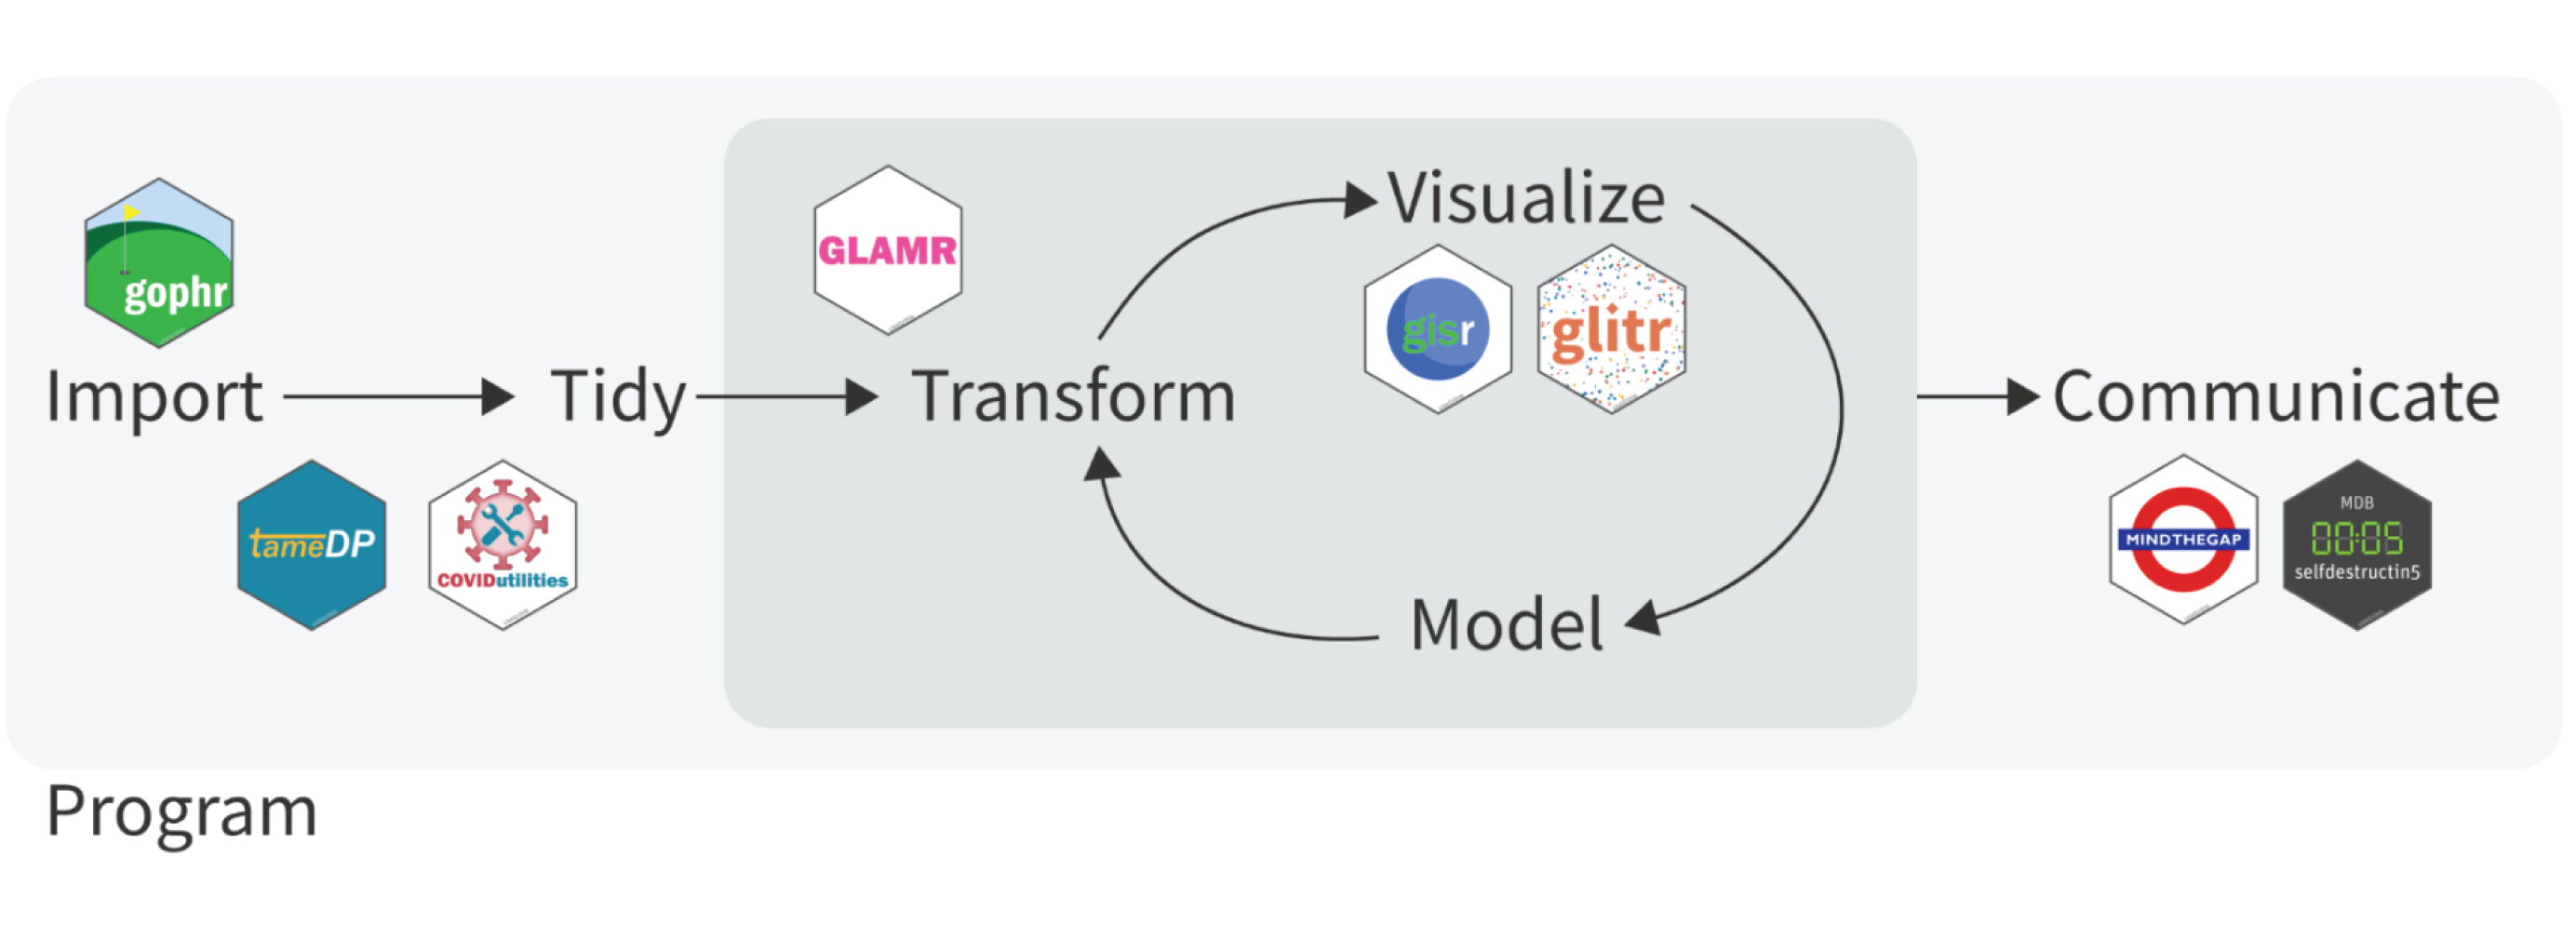 gophr
Import
Tidy
tameDP
COVIDutilities
GLAMR
Transform
Visualize
gisr
glitr
Model
Communicate
MINDTHEGAP
MDB
00:05
selfdestructin5
Program